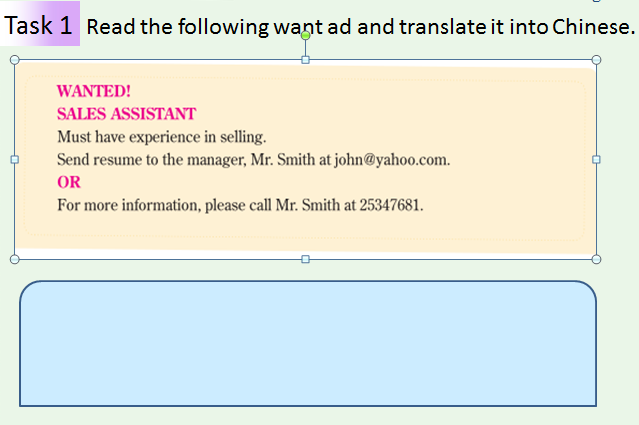 Task 1 Read the following want ad and translate it into Chinese.
WANTED!
SALES ASSISTANT
Must have experience in selling.
Send resume to the manager, Mr. Smith at john@yahoo.com.
OR
For more information, please call Mr. Smith at 25347681.